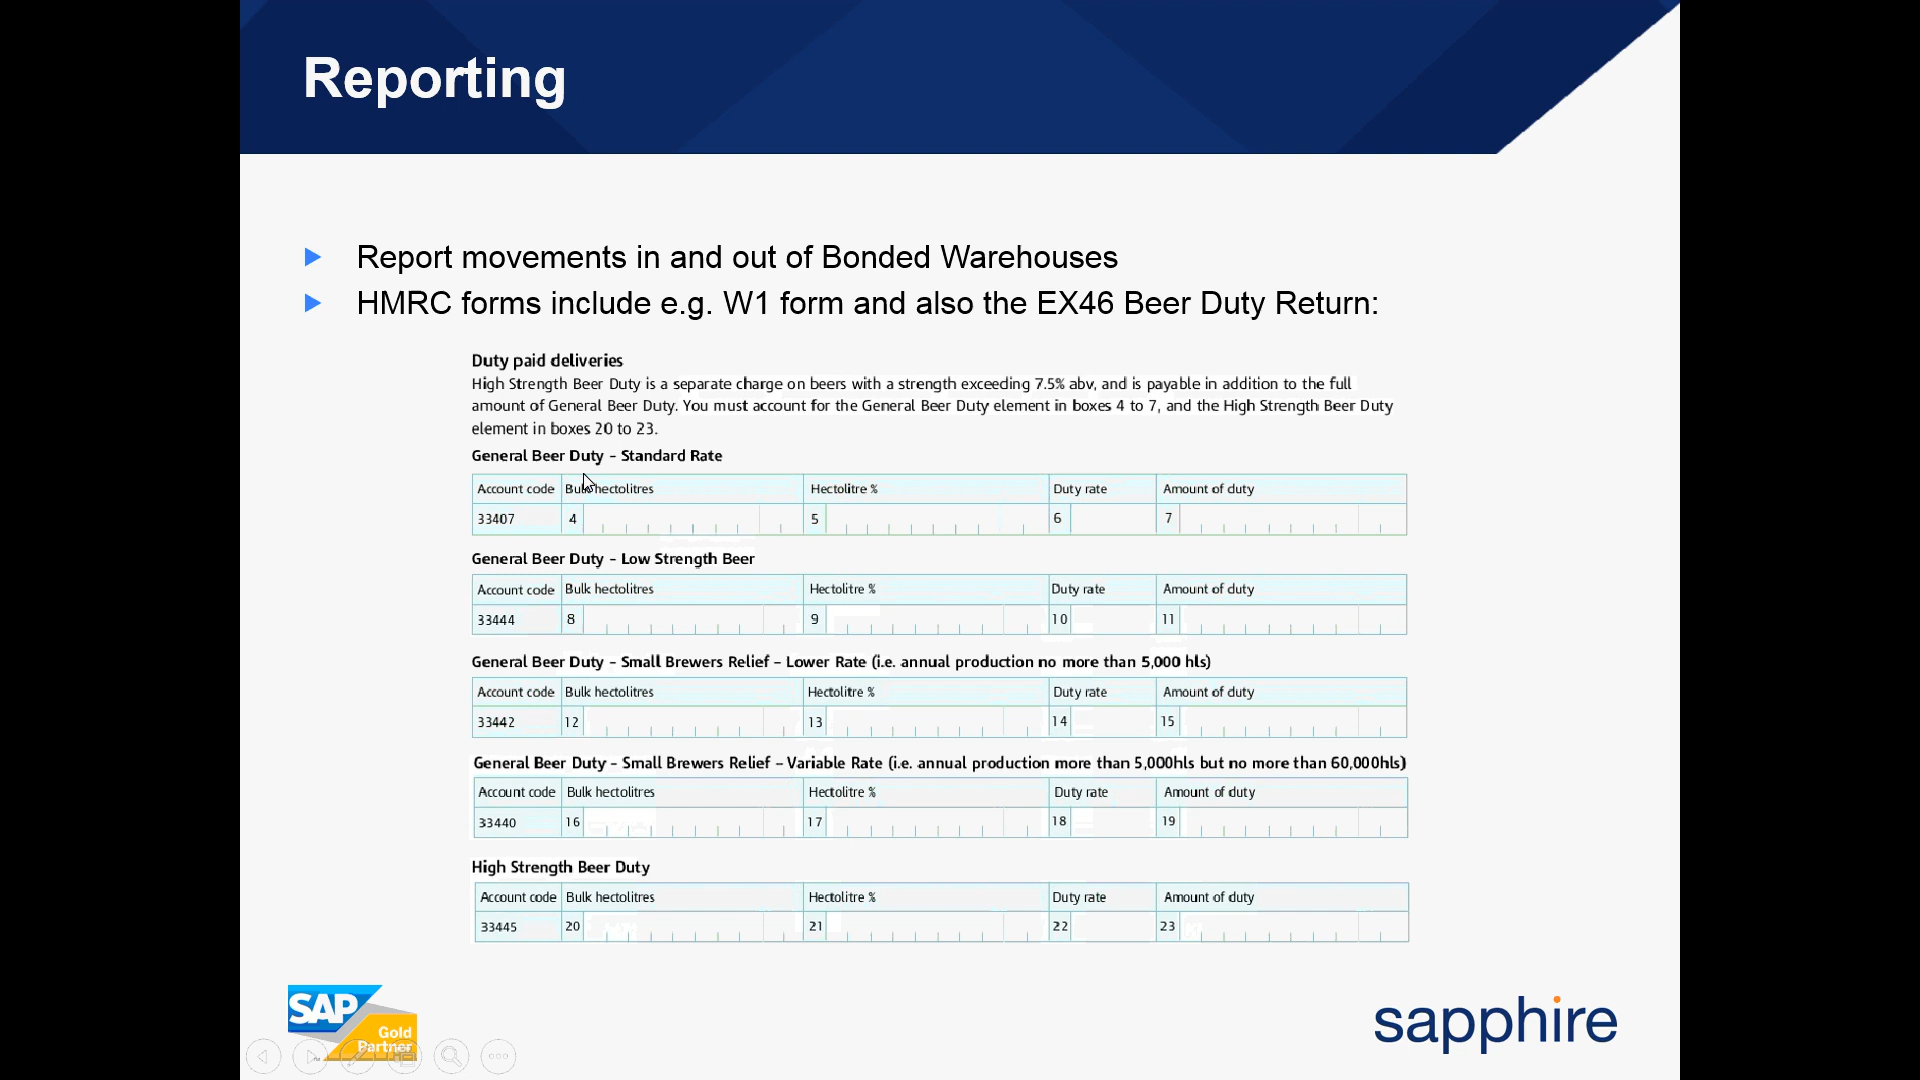 Reporting
Report movements in and out of Bonded Warehouses
HMRC forms include e.g. W1 form and also the EX46 Beer Duty Return:
Duty paid deliveries
High Strength Beer Duty is a separate charge on beers with a strength exceeding 7.5% abv, and is payable in addition to the full
amount of General Beer Duty. You must account for the General Beer Duty element in boxes 4 to 7, and the High Strength Beer Duty
element in boxes 20 to 23.
General Beer Duty – Standard Rate
Account code Bulk hectolitres Hectolitre % Duty rate Amount of duty
33407 4 5 6 7
General Beer Duty – Low Strength Beer
Account code Bulk hectolitres Hectolitre % Duty rate Amount of duty
33444 8 9 10 11
General Beer Duty – Small Brewers Relief – Lower Rate (i.e. annual production no more than 5,000 hls)
Account code Bulk hectolitres Hectolitre % Duty rate Amount of duty
33442 12 13 14 15
General Beer Duty – Small Brewers Relief – Variable Rate (i.e. annual production more than 5,000hls but no more than 60,000hls)
Account code Bulk hectolitres Hectolitre % Duty rate Amount of duty
33440 16 17 18 19
High Strength Beer Duty
Account code Bulk hectolitres Hectolitre % Duty rate Amount of duty
33445 20 21 22 23
SAP
Gold
Partner
sapphire